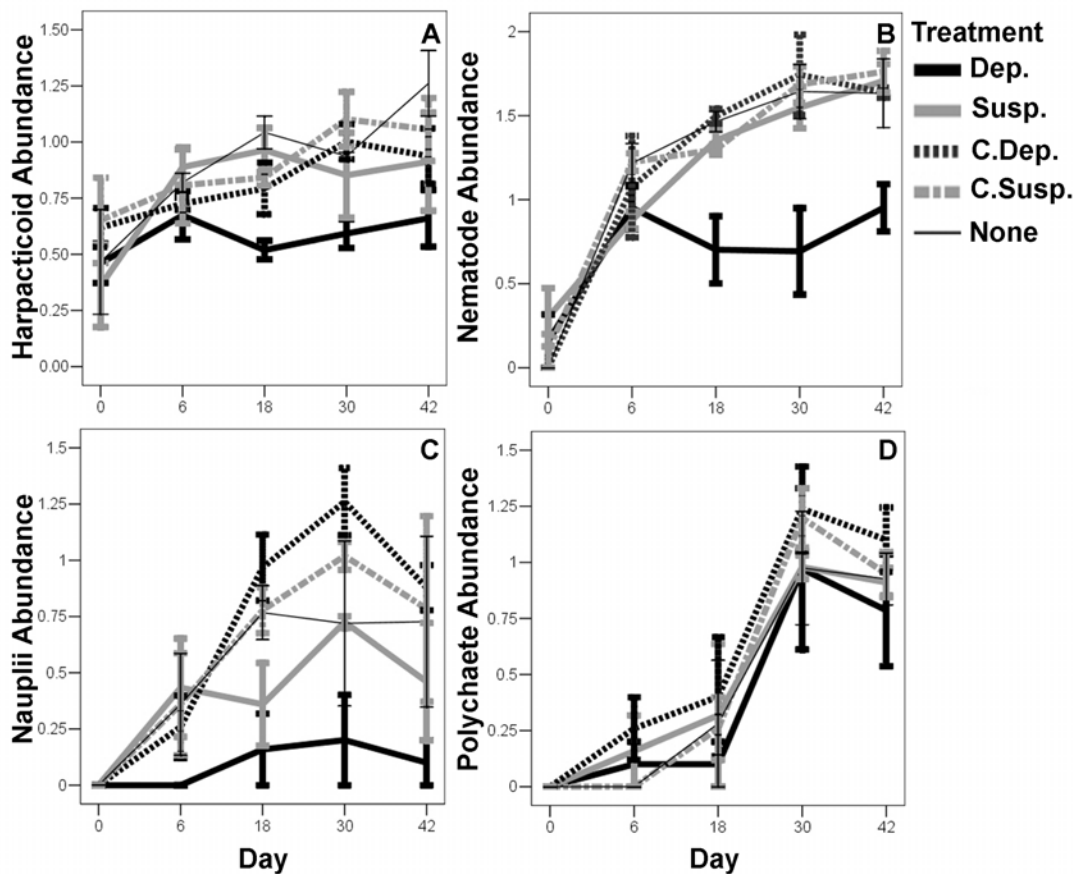 A
Harpacticoid Abundance
1.50
1.25
1.00
0.75
0.50
0.25
0.00
0 6 18 30 42
B
Nematode Abundance
2
1.5
1
0.5
0
0 6 18 30 42
Treatment
Dep.
Susp.
C.Dep.
C.Susp.
None
C
Nauplii Abundance
1.5
1.25
1
0.75
0.5
0.25
0
0 6 18 30 42
Day
D
Polychaete Abundance
1.5
1.25
1
0.75
0.5
0.25
0
0 6 18 30 42
Day